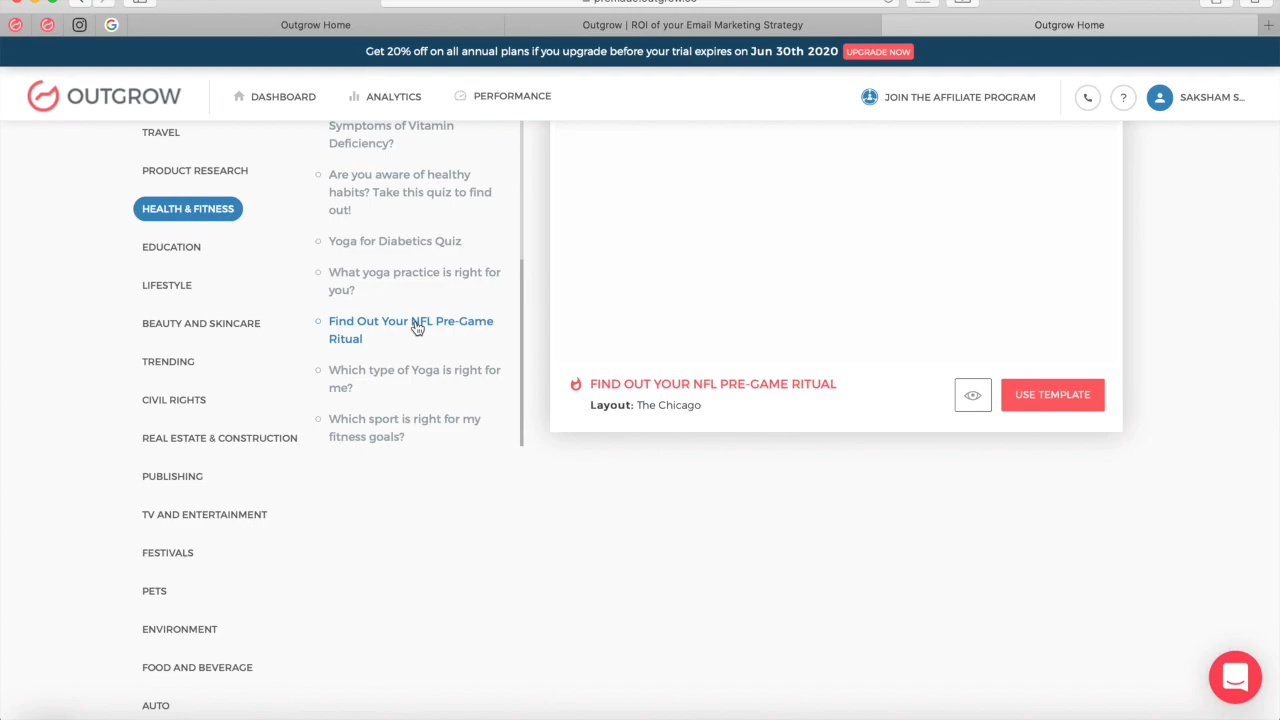 Outgrow Home
Outgrow | ROI of your Email Marketing Strategy
Outgrow Home
Get 20% off on all annual plans if you upgrade before your trial expires on Jun 30th 2020 UPGRADE NOW
OUTGROW
DASHBOARD
ANALYTICS
PERFORMANCE
JOIN THE AFFILIATE PROGRAM
?
SAKSHAM S...
TRAVEL
PRODUCT RESEARCH
HEALTH & FITNESS
EDUCATION
LIFESTYLE
BEAUTY AND SKINCARE
TRENDING
CIVIL RIGHTS
REAL ESTATE & CONSTRUCTION
PUBLISHING
TV AND ENTERTAINMENT
FESTIVALS
PETS
ENVIRONMENT
FOOD AND BEVERAGE
AUTO
Symptoms of Vitamin
Deficiency?
Are you aware of healthy
habits? Take this quiz to find
out!
Yoga for Diabetics Quiz
What yoga practice is right for
you?
Find Out Your NFL Pre-Game
Ritual
Which type of Yoga is right for
me?
Which sport is right for my
fitness goals?
FIND OUT YOUR NFL PRE-GAME RITUAL
Layout: The Chicago
USE TEMPLATE